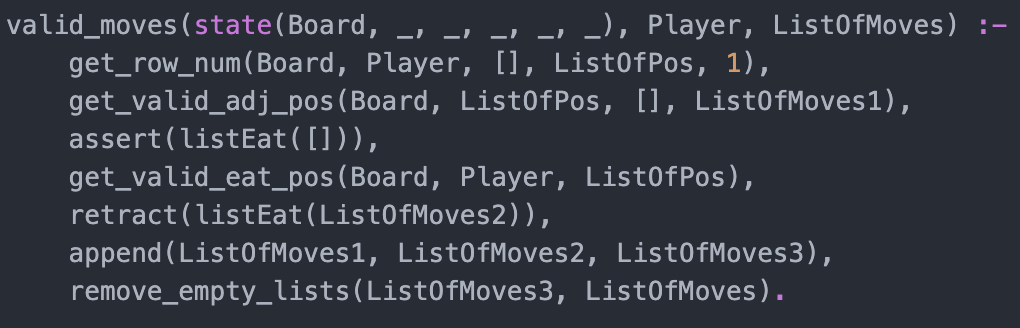 valid_moves(state(Board, _, _, _, _, _), Player, ListOfMoves) :-
    get_row_num(Board, Player, [], ListOfPos, 1),
    get_valid_adj_pos(Board, ListOfPos, [], ListOfMoves1),
    assert(listEat([])),
    get_valid_eat_pos(Board, Player, ListOfPos),
    retract(listEat(ListOfMoves2)),
    append(ListOfMoves1, ListOfMoves2, ListOfMoves3),
    remove_empty_lists(ListOfMoves3, ListOfMoves).